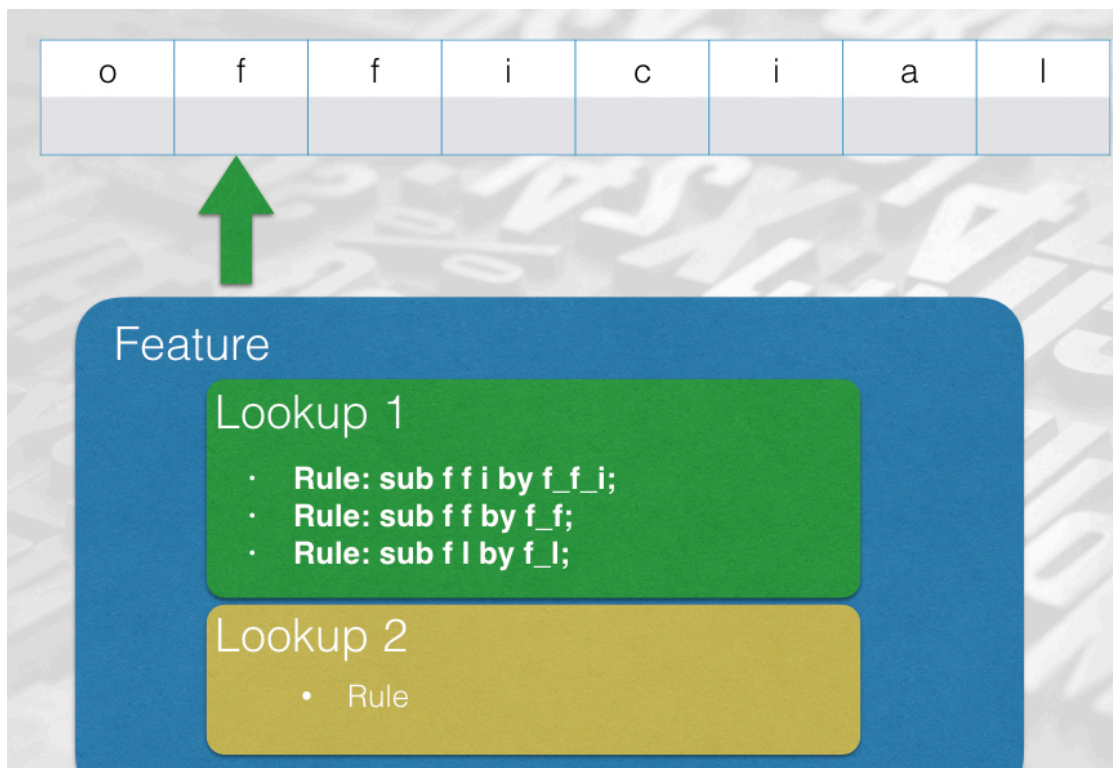 o f f i c i a l
Feature
Lookup 1
· Rule: sub f f i by f_f_i;
· Rule: sub f f by f_f;
· Rule: sub f l by f_l;
Lookup 2
• Rule